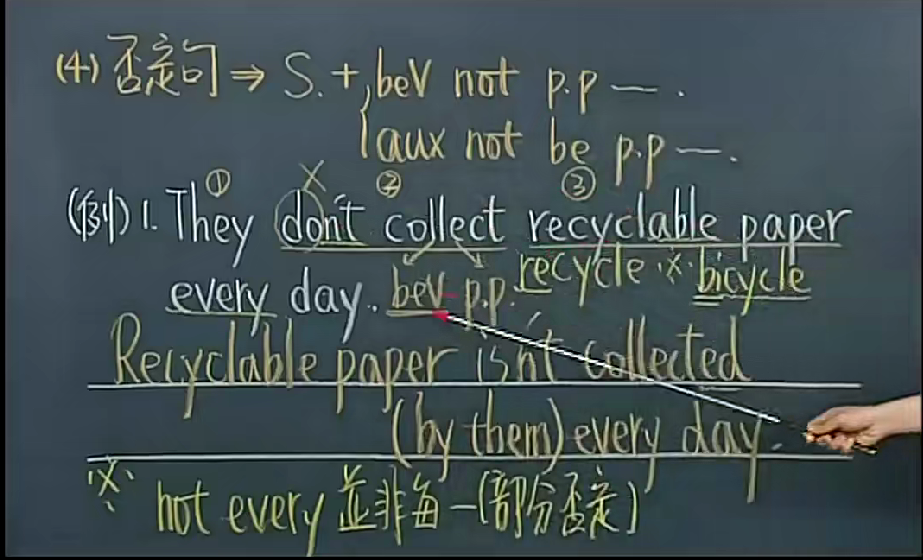 (4) 否定句 ⇒ S. + beV not p.p — .
aux not be p.p — .
① X ② ③
(例) 1. They don't collect recyclable paper
every day. beV p.p. recycle ※ bicycle
Recyclable paper isn't collected
(by them) every day.
※ not every 並非每一(部分否定)